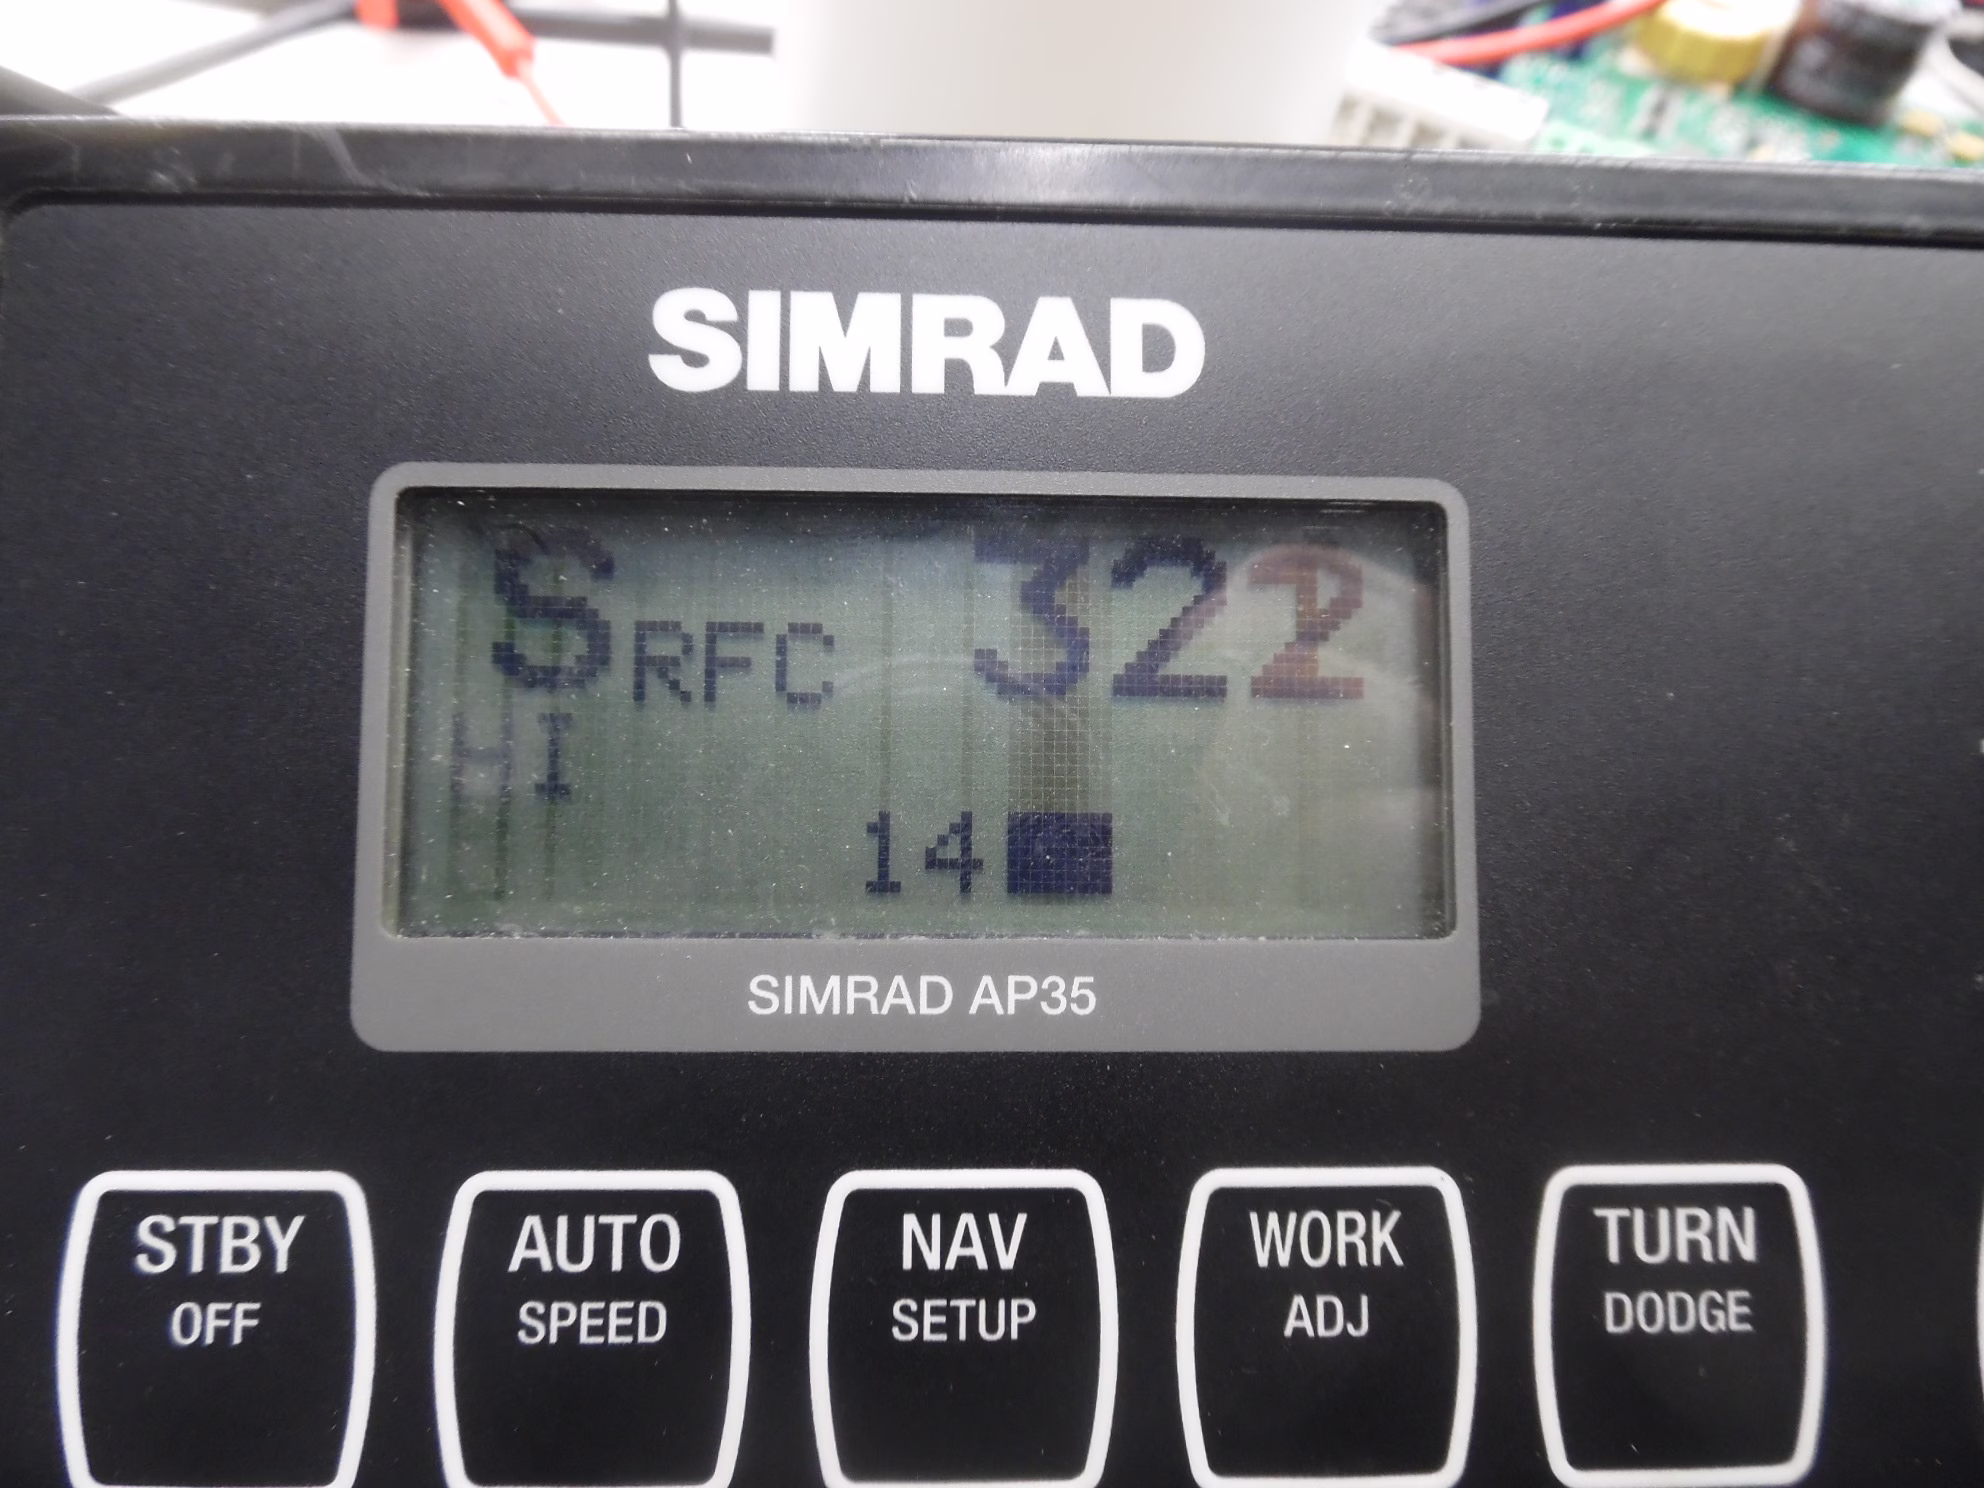 SIMRAD
S RFC 322
HI
14
SIMRAD AP35
STBY
OFF
AUTO
SPEED
NAV
SETUP
WORK
ADJ
TURN
DODGE